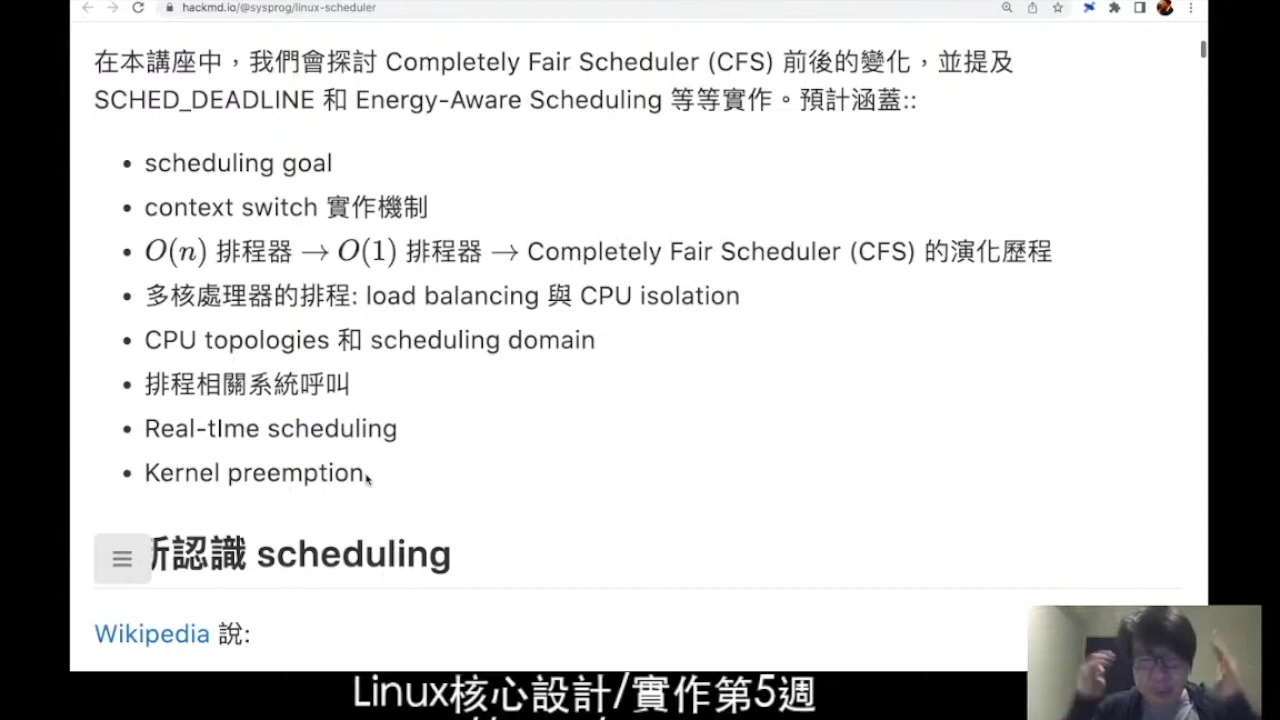 hackmd.io/@sysprog/linux-scheduler
在本講座中，我們會探討 Completely Fair Scheduler (CFS) 前後的變化，並提及
SCHED_DEADLINE 和 Energy-Aware Scheduling 等等實作。預計涵蓋::
• scheduling goal
• context switch 實作機制
• O(n) 排程器 → O(1) 排程器 → Completely Fair Scheduler (CFS) 的演化歷程
• 多核處理器的排程: load balancing 與 CPU isolation
• CPU topologies 和 scheduling domain
• 排程相關系統呼叫
• Real-tIme scheduling
• Kernel preemption
認識 scheduling
Wikipedia 說:
Linux核心設計/實作第5週